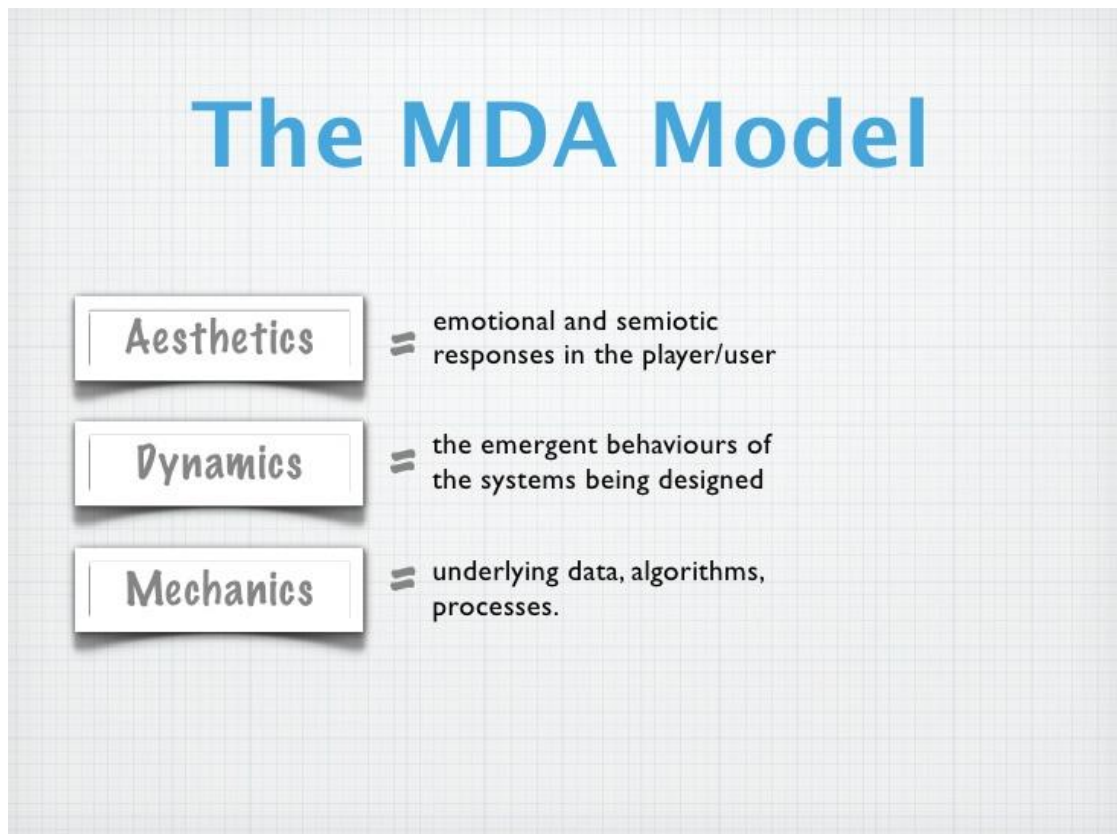 The MDA Model
Aesthetics = emotional and semiotic
responses in the player/user
Dynamics = the emergent behaviours of
the systems being designed
Mechanics = underlying data, algorithms,
processes.